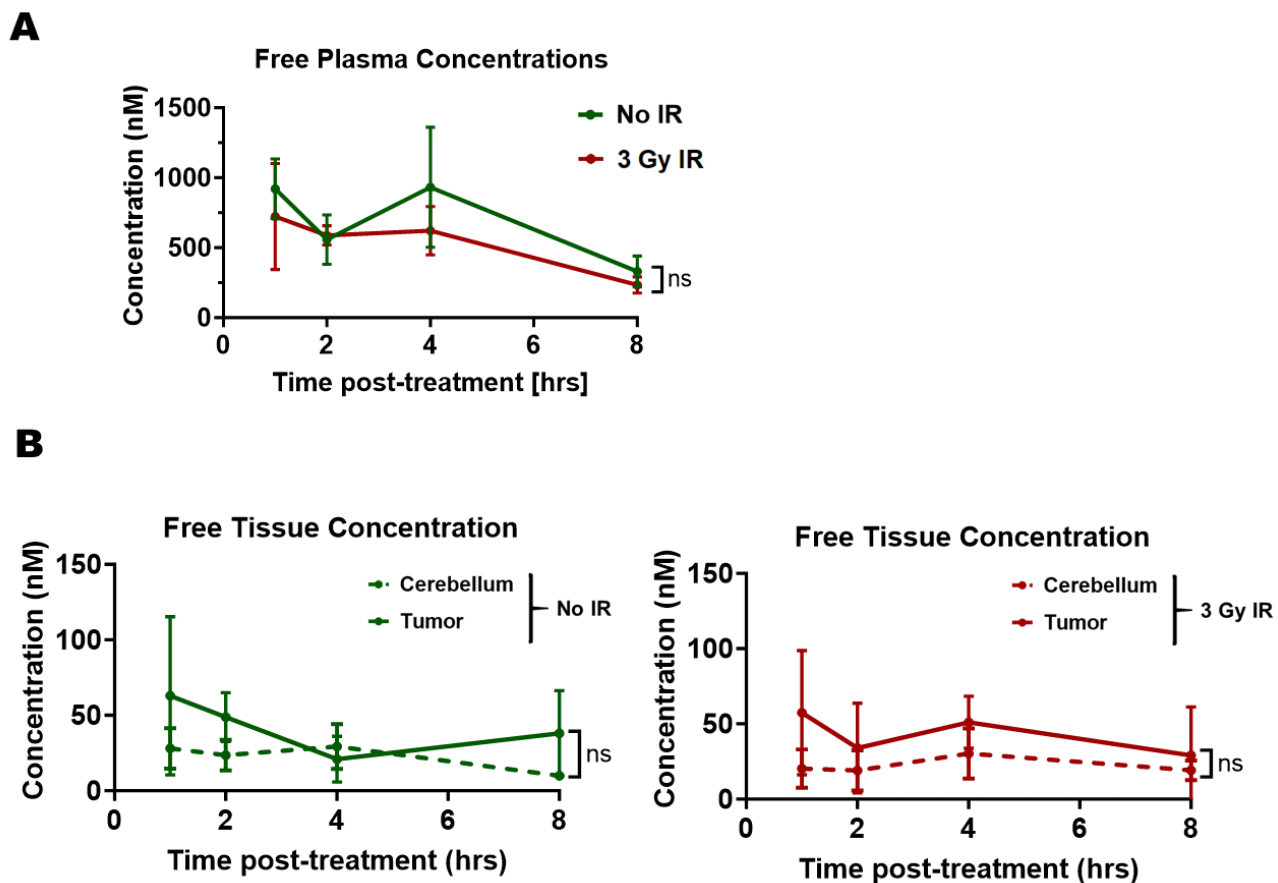 A
Free Plasma Concentrations
Concentration (nM)
1500
1000
500
0
No IR
3 Gy IR
ns
0 2 4 6 8
Time post-treatment [hrs]
B
Free Tissue Concentration
Concentration (nM)
150
100
50
0
Cerebellum
Tumor
No IR
ns
0 2 4 6 8
Time post-treatment (hrs)
Free Tissue Concentration
Concentration (nM)
150
100
50
0
Cerebellum
Tumor
3 Gy IR
ns
0 2 4 6 8
Time post-treatment (hrs)